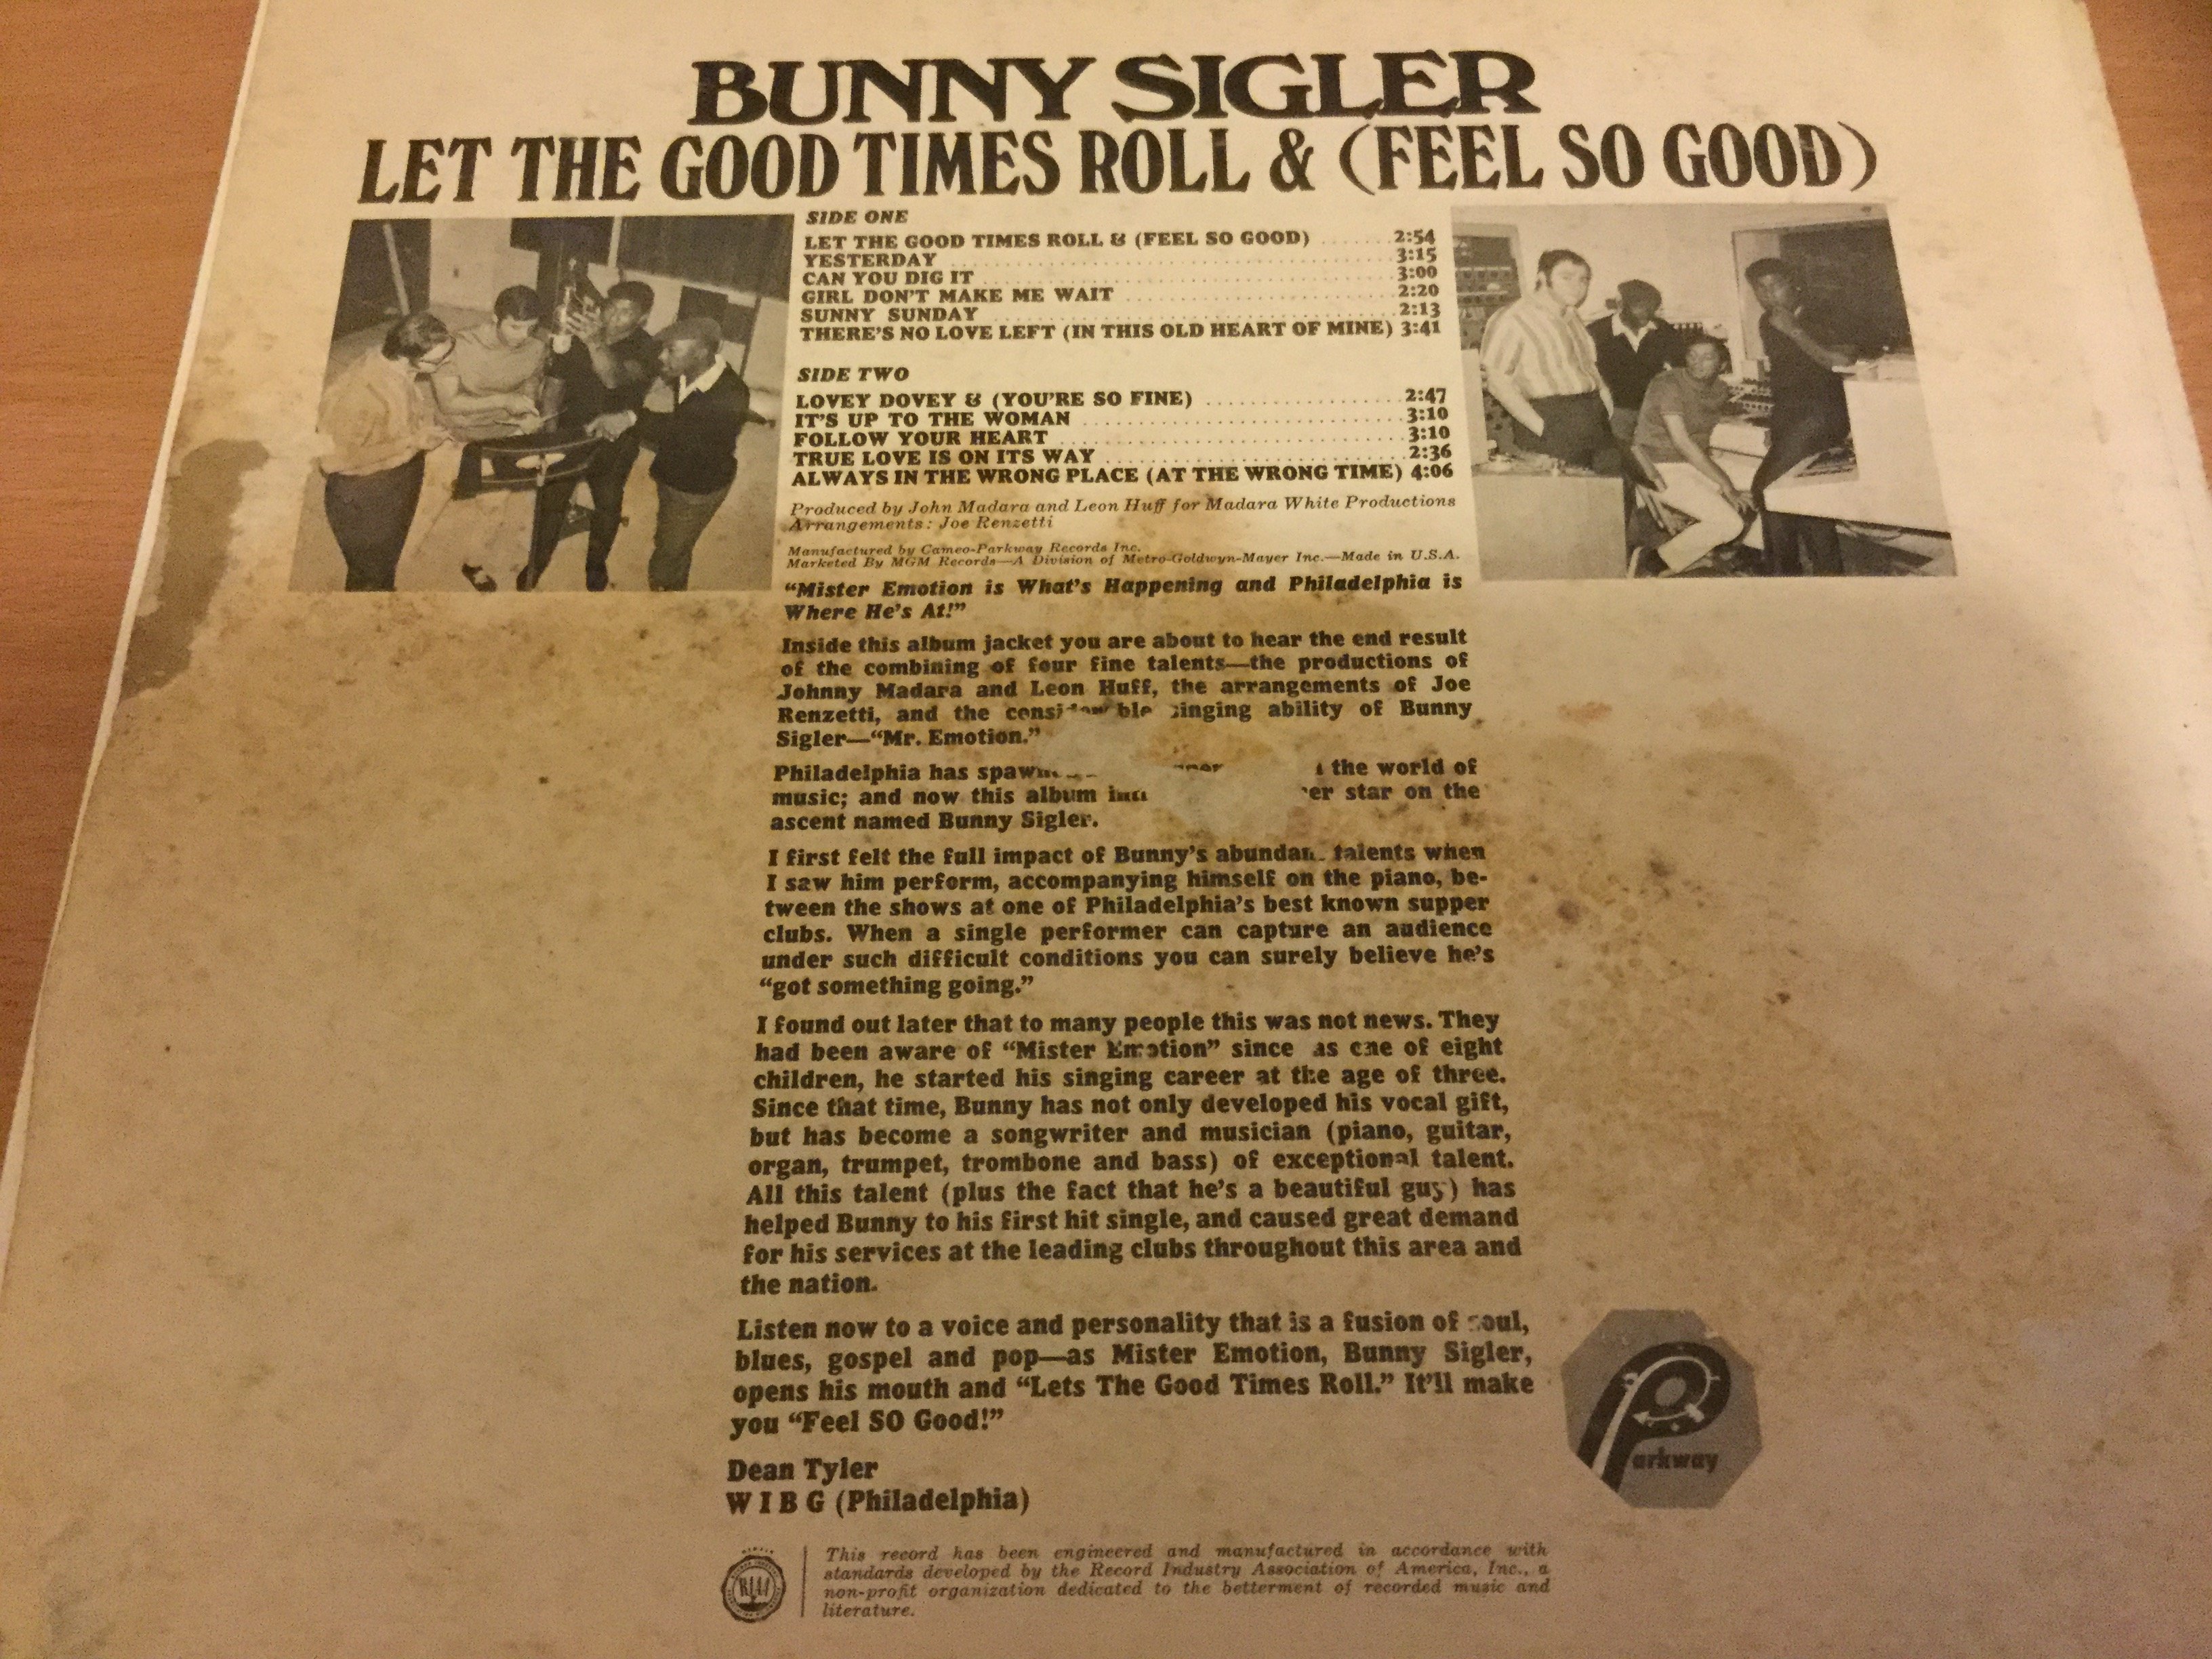 BUNNY SIGLER
LET THE GOOD TIMES ROLL & (FEEL SO GOOD)
SIDE ONE
LET THE GOOD TIMES ROLL & (FEEL SO GOOD) ........ 2:54
YESTERDAY ........ 3:15
CAN YOU DIG IT ........ 3:00
GIRL DON'T MAKE ME WAIT ........ 2:20
SUNNY SUNDAY ........ 2:13
THERE'S NO LOVE LEFT (IN THIS OLD HEART OF MINE) 3:41
SIDE TWO
LOVEY DOVEY & (YOU'RE SO FINE) ........ 2:47
IT'S UP TO THE WOMAN ........ 3:10
FOLLOW YOUR HEART ........ 3:10
TRUE LOVE IS ON ITS WAY ........ 2:36
ALWAYS IN THE WRONG PLACE (AT THE WRONG TIME) 4:06
Produced by John Madara and Leon Huff for Madara White Productions
Arrangements: Joe Renzetti
Manufactured by Cameo-Parkway Records Inc.
Marketed By MGM Records—A Division of Metro-Goldwyn-Mayer Inc.—Made in U.S.A.
“Mister Emotion is What's Happening and Philadelphia is
Where He's At!”
Inside this album jacket you are about to hear the end result
of the combining of four fine talents—the productions of
Johnny Madara and Leon Huff, the arrangements of Joe
Renzetti, and the considerable singing ability of Bunny
Sigler—“Mr. Emotion.”
Philadelphia has the world of
music; and now this album star on the
ascent named Bunny Sigler.
I first felt the full impact of Bunny's abundant talents when
I saw him perform, accompanying himself on the piano, be-
tween the shows at one of Philadelphia's best known supper
clubs. When a single performer can capture an audience
under such difficult conditions you can surely believe he's
“got something going.”
I found out later that to many people this was not news. They
had been aware of “Mister Emotion” since as one of eight
children, he started his singing career at the age of three.
Since that time, Bunny has not only developed his vocal gift,
but has become a songwriter and musician (piano, guitar,
organ, trumpet, trombone and bass) of exceptional talent.
All this talent (plus the fact that he's a beautiful guy) has
helped Bunny to his first hit single, and caused great demand
for his services at the leading clubs throughout this area and
the nation.
Listen now to a voice and personality that is a fusion of soul,
blues, gospel and pop—as Mister Emotion, Bunny Sigler,
opens his mouth and “Lets The Good Times Roll.” It'll make
you “Feel SO Good!”
Dean Tyler
W I B G (Philadelphia)
Parkway
RIAA
This record has been engineered and manufactured in accordance with
standards developed by the Record Industry Association of America, Inc., a
non-profit organization dedicated to the betterment of recorded music and
literature.